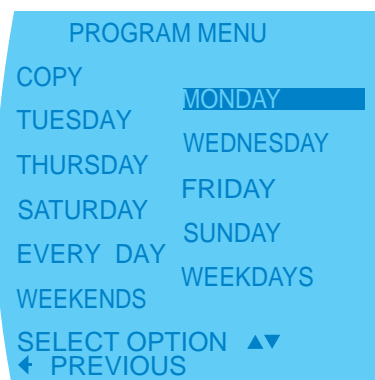 PROGRAM MENU
COPY
MONDAY
TUESDAY
WEDNESDAY
THURSDAY
FRIDAY
SATURDAY
SUNDAY
EVERY DAY
WEEKDAYS
WEEKENDS
SELECT OPTION ▲▼
← PREVIOUS